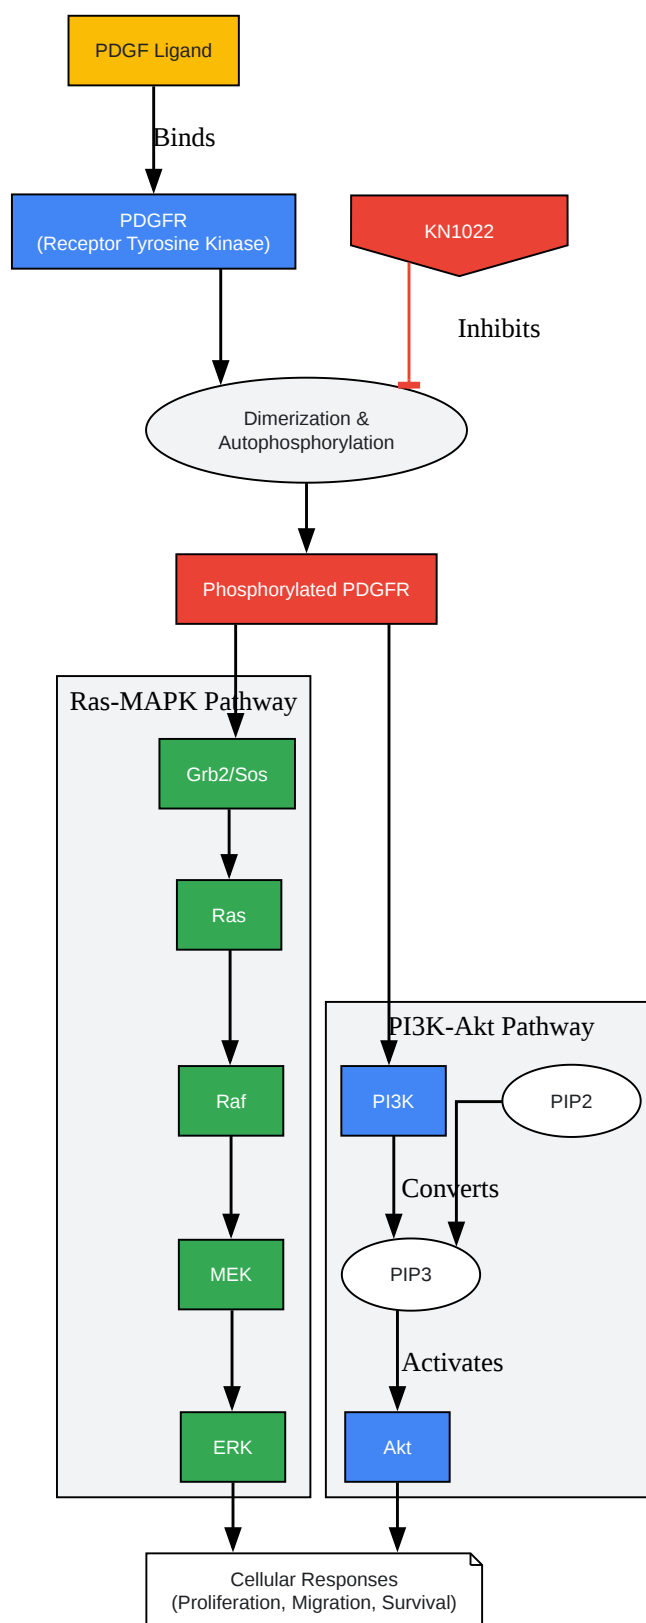 PDGF Ligand
Binds
PDGFR
(Receptor Tyrosine Kinase)
KN1022
Inhibits
Dimerization &
Autophosphorylation
Phosphorylated PDGFR
Ras-MAPK Pathway
Grb2/Sos
Ras
Raf
MEK
ERK
PI3K-Akt Pathway
PI3K
PIP2
Converts
PIP3
Activates
Akt
Cellular Responses
(Proliferation, Migration, Survival)